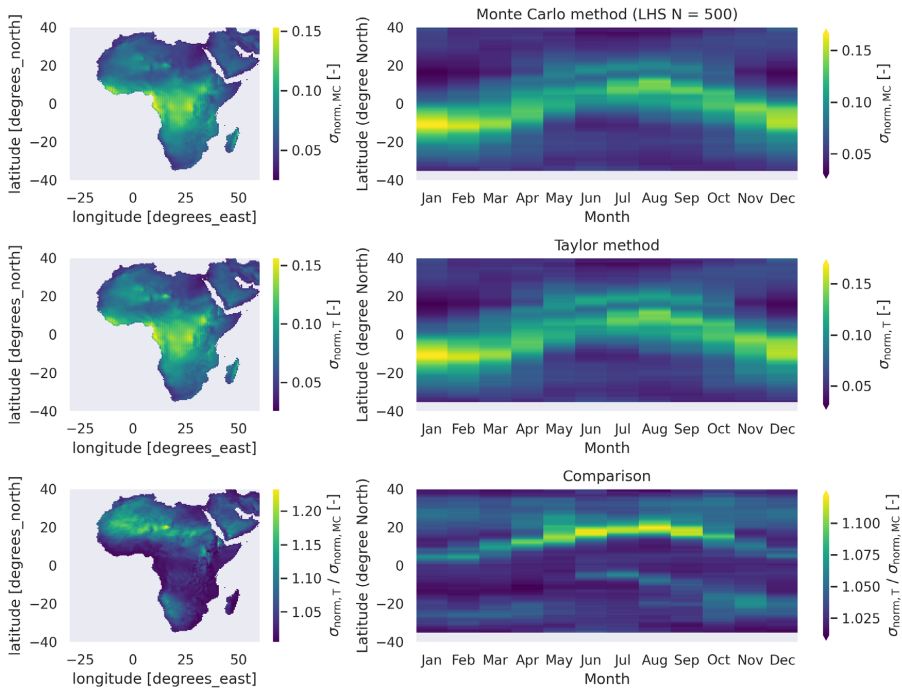 Monte Carlo method (LHS N = 500)
latitude [degrees_north]
40
20
0
−20
−40
−25
0
25
50
longitude [degrees_east]
0.15
0.10
0.05
σnorm, MC [-]
Latitude (degree North)
40
20
0
−20
−40
Jan Feb Mar Apr May Jun Jul Aug Sep Oct Nov Dec
Month
0.15
0.10
0.05
σnorm, MC [-]
Taylor method
latitude [degrees_north]
40
20
0
−20
−40
−25
0
25
50
longitude [degrees_east]
0.15
0.10
0.05
σnorm, T [-]
Latitude (degree North)
40
20
0
−20
−40
Jan Feb Mar Apr May Jun Jul Aug Sep Oct Nov Dec
Month
0.15
0.10
0.05
σnorm, T [-]
Comparison
latitude [degrees_north]
40
20
0
−20
−40
−25
0
25
50
longitude [degrees_east]
1.20
1.15
1.10
1.05
σnorm, T / σnorm, MC [-]
Latitude (degree North)
40
20
0
−20
−40
Jan Feb Mar Apr May Jun Jul Aug Sep Oct Nov Dec
Month
1.100
1.075
1.050
1.025
σnorm, T / σnorm, MC [-]